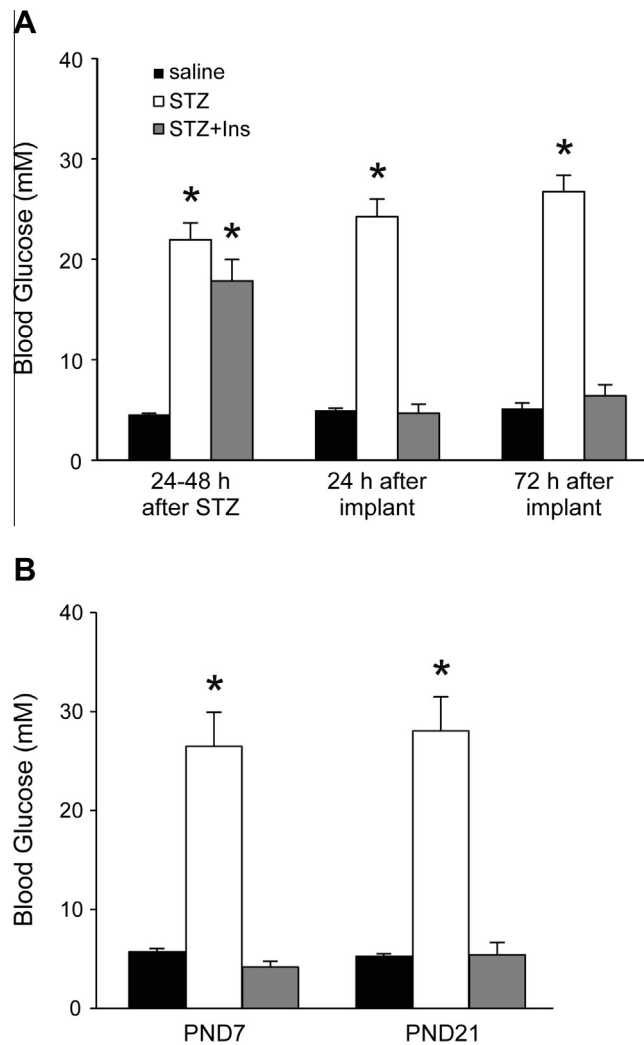 A
Blood Glucose (mM)
40
30
20
10
0
saline
STZ
STZ+Ins
*
*
*
*
24-48 h
after STZ
24 h after
implant
72 h after
implant
B
Blood Glucose (mM)
40
30
20
10
0
*
*
PND7
PND21